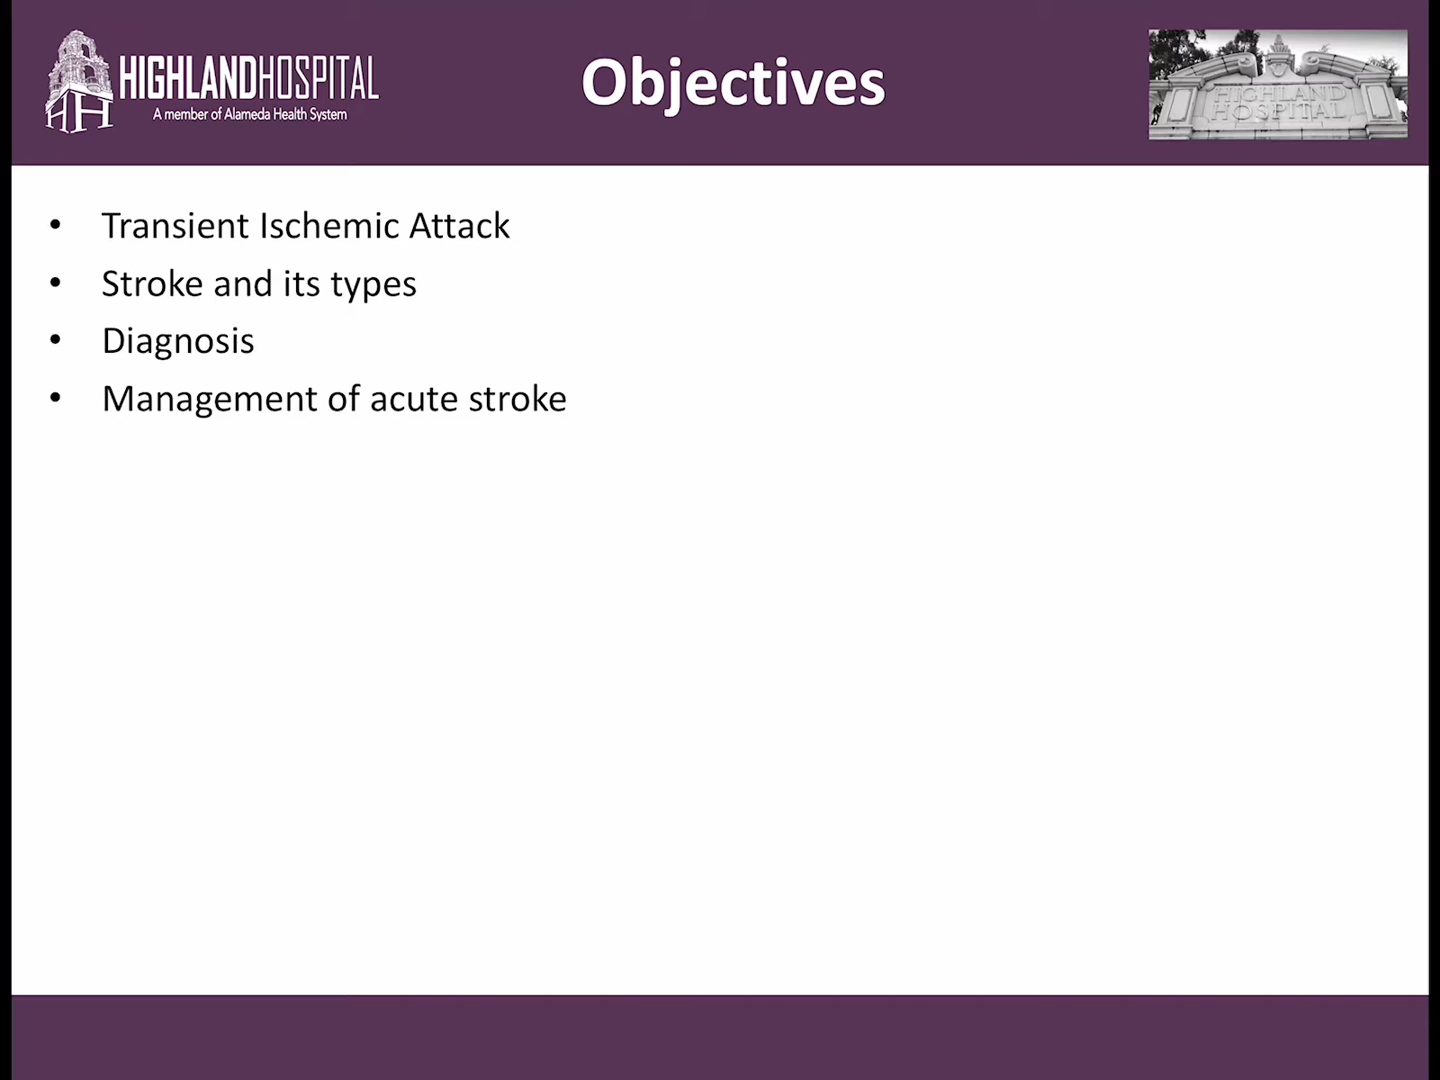 HIGHLANDHOSPITAL
A member of Alameda Health System
Objectives
HIGHLAND
HOSPITAL
• Transient Ischemic Attack
• Stroke and its types
• Diagnosis
• Management of acute stroke